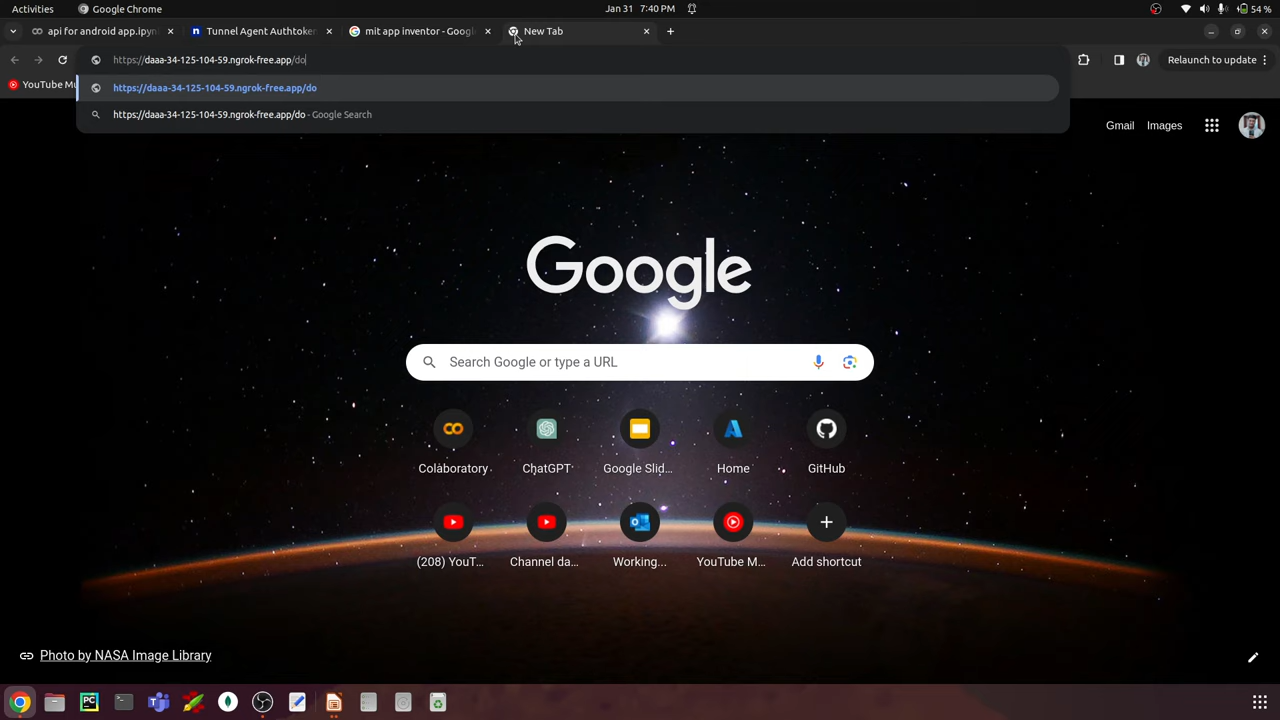 Activities
Google Chrome
Jan 31 7:40 PM
54 %
api for android app.ipyn
Tunnel Agent Authtoken
mit app inventor - Googl
New Tab
https://daaa-34-125-104-59.ngrok-free.app/do
Relaunch to update
YouTube Mu
https://daaa-34-125-104-59.ngrok-free.app/do
https://daaa-34-125-104-59.ngrok-free.app/do - Google Search
Gmail
Images
Google
Search Google or type a URL
Colaboratory
ChatGPT
Google Slid...
Home
GitHub
(208) YouT...
Channel da...
Working...
YouTube M...
Add shortcut
Photo by NASA Image Library